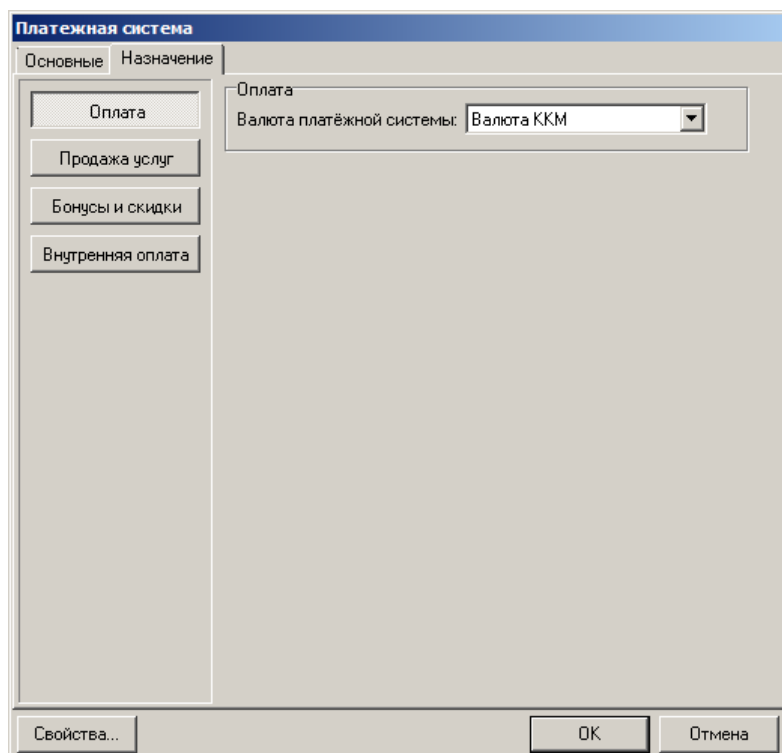 Платежная система
Основные Назначение
Оплата
Продажа услуг
Бонусы и скидки
Внутренняя оплата
Оплата
Валюта платёжной системы: Валюта ККМ
Свойства... OK Отмена